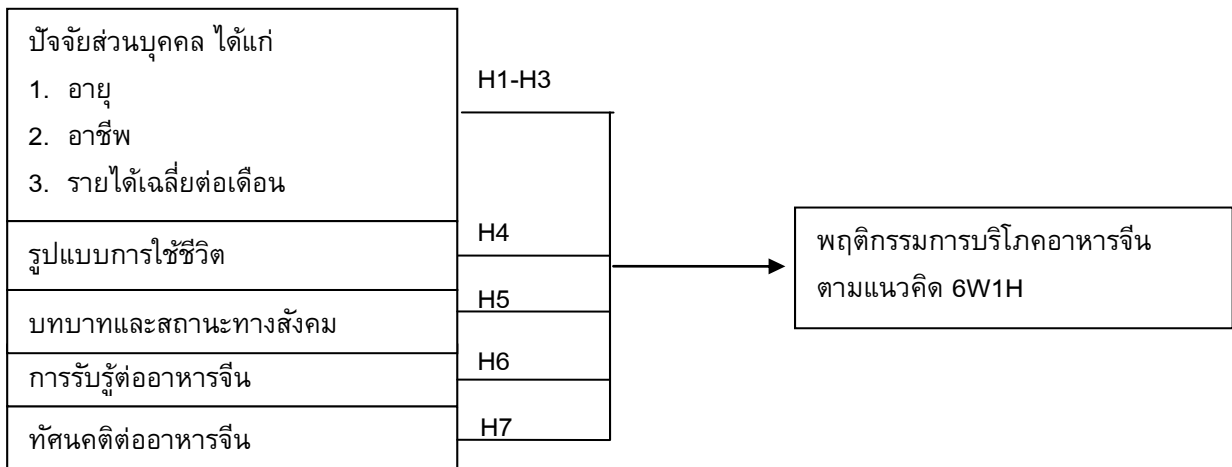 ปัจจัยส่วนบุคคล ได้แก่
1. อายุ
2. อาชีพ
3. รายได้เฉลี่ยต่อเดือน
H1-H3
รูปแบบการใช้ชีวิต
H4
บทบาทและสถานะทางสังคม
H5
การรับรู้ต่ออาหารจีน
H6
ทัศนคติต่ออาหารจีน
H7
พฤติกรรมการบริโภคอาหารจีน
ตามแนวคิด 6W1H